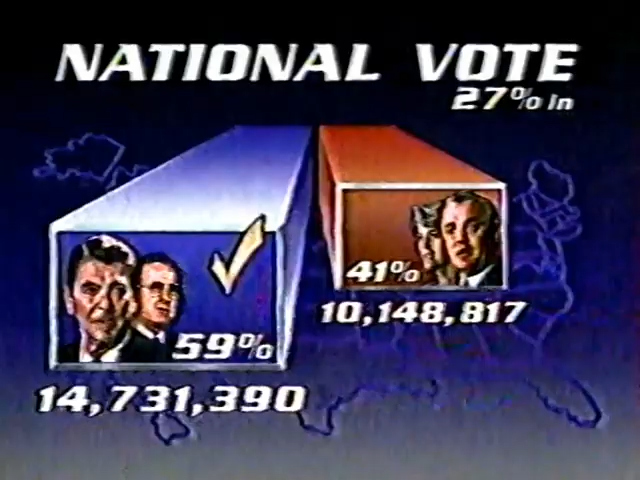 NATIONAL VOTE
27% in
41%
10,148,817
59%
14,731,390